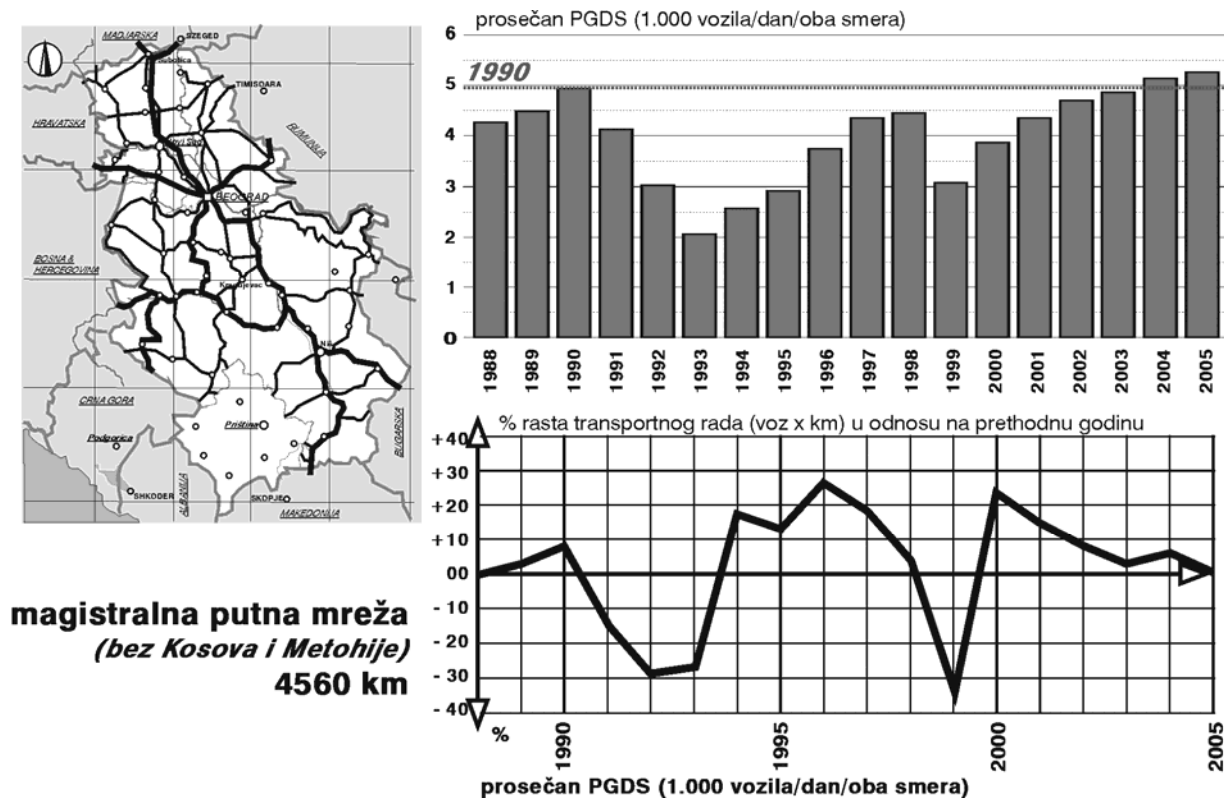 MADJARSKA
SZEGED
Subotica
TIMISOARA
HRAVATSKA
RUMUNIJA
Novi Sad
BEOGRAD
BOSNA &
HERCEGOVINA
Kragujevac
Niš
CRNA GORA
Priština
BUGARSKA
Podgorica
SHKODER
ALBANIJA
SKOPJE
MAKEDONIJA
magistralna putna mreža
(bez Kosova i Metohije)
4560 km
prosečan PGDS (1.000 vozila/dan/oba smera)
6
1990
5
4
3
2
1
0
1988
1989
1990
1991
1992
1993
1994
1995
1996
1997
1998
1999
2000
2001
2002
2003
2004
2005
% rasta transportnog rada (voz x km) u odnosu na prethodnu godinu
+40
+30
+20
+10
00
- 10
- 20
- 30
- 40
%
1990
1995
2000
2005
prosečan PGDS (1.000 vozila/dan/oba smera)